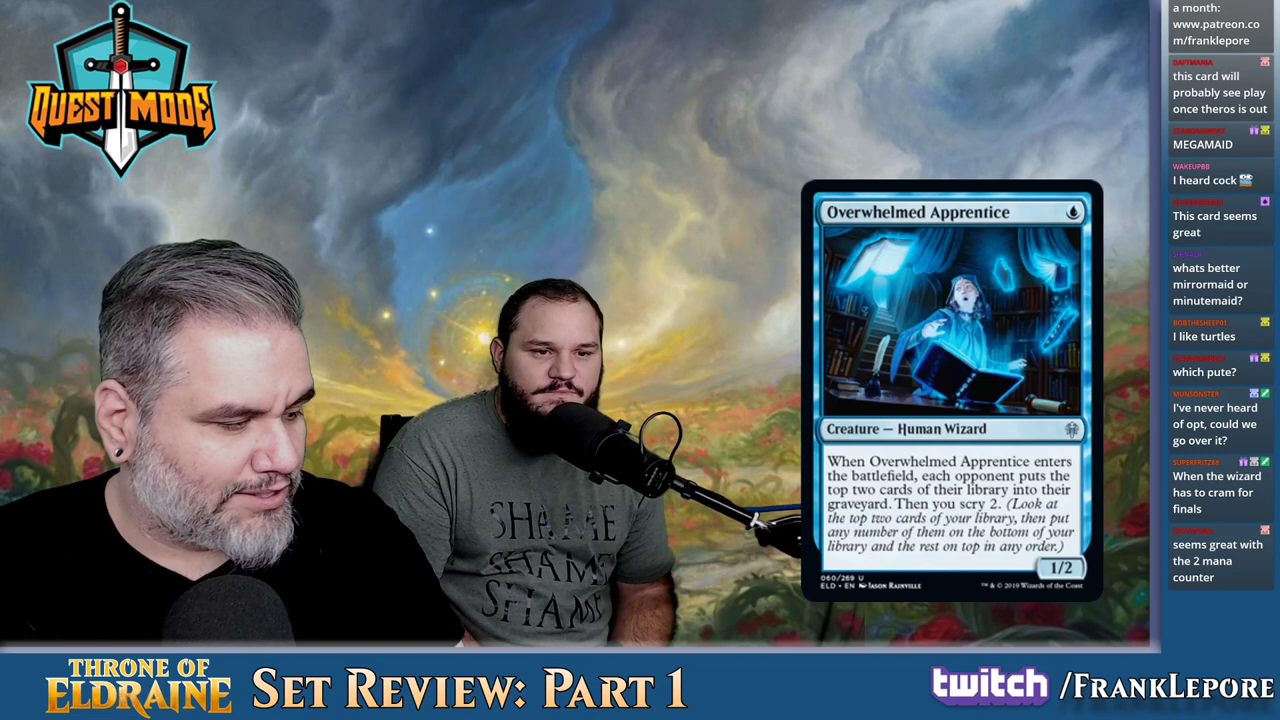 QUEST MODE
Overwhelmed Apprentice
Creature — Human Wizard
When Overwhelmed Apprentice enters
the battlefield, each opponent puts the
top two cards of their library into their
graveyard. Then you scry 2. (Look at
the top two cards of your library, then put
any number of them on the bottom of your
library and the rest on top in any order.)
1/2
060/269 U
ELD • EN JASON RAINVILLE
™ & © 2019 Wizards of the Coast
SHAME
SHAME
SHAME
a month:
www.patreon.co
m/franklepore
DAFTMANIA
this card will
probably see play
once theros is out
MEGAMAID
WAKEUPBB
I heard cock
This card seems
great
whats better
mirrormaid or
minutemaid?
BOBTHESHEEP01
I like turtles
which pute?
MUNSONSTER
I've never heard
of opt, could we
go over it?
SUPERFRITZ88
When the wizard
has to cram for
finals
seems great with
the 2 mana
counter
THRONE OF
ELDRAINE
SET REVIEW: PART 1
twitch /FRANKLEPORE